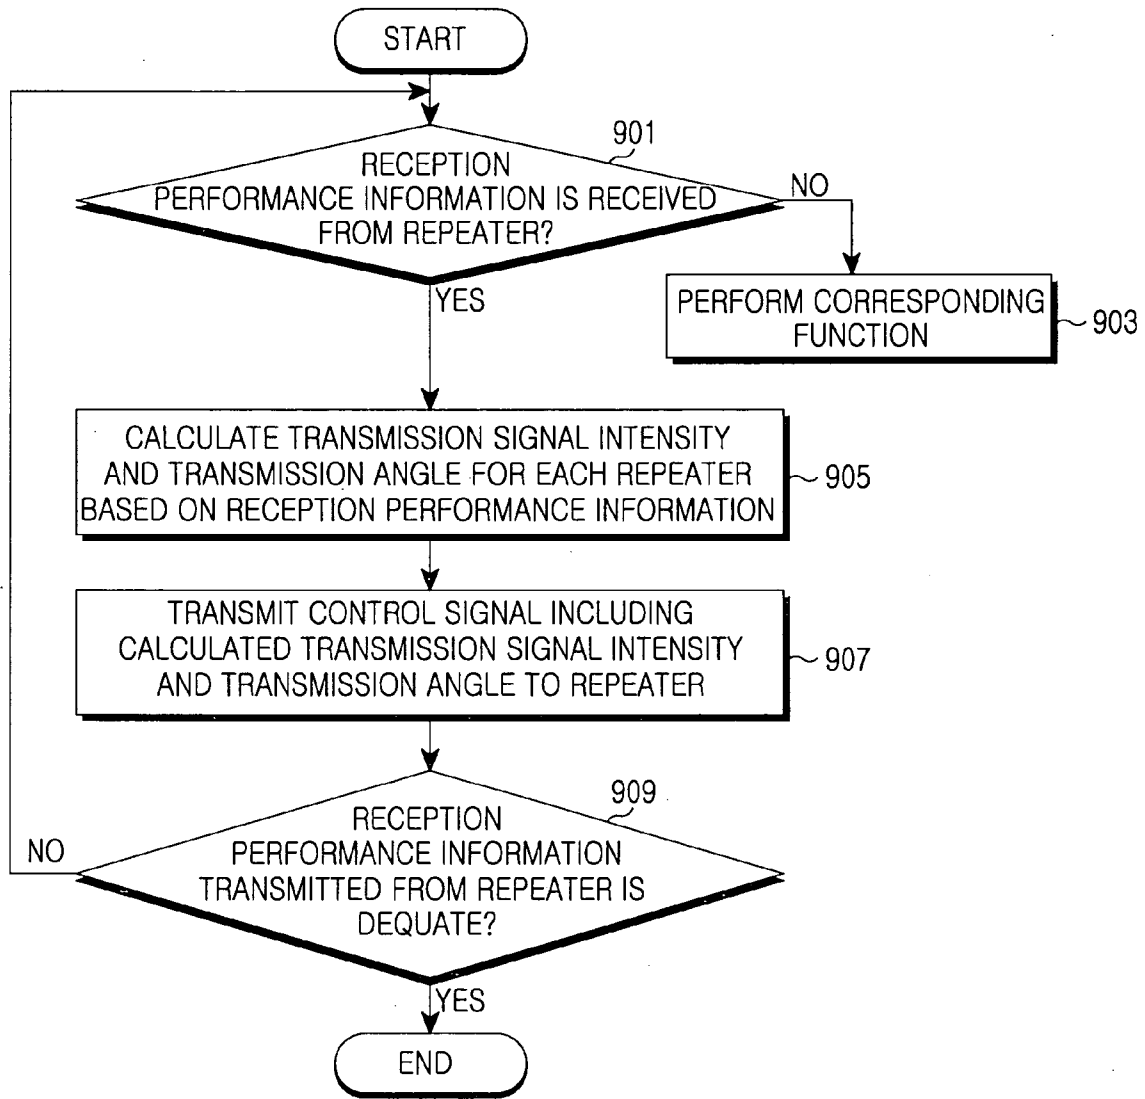 START
901
RECEPTION
PERFORMANCE INFORMATION IS RECEIVED
FROM REPEATER?
NO
YES
PERFORM CORRESPONDING
FUNCTION
903
CALCULATE TRANSMISSION SIGNAL INTENSITY
AND TRANSMISSION ANGLE FOR EACH REPEATER
BASED ON RECEPTION PERFORMANCE INFORMATION
905
TRANSMIT CONTROL SIGNAL INCLUDING
CALCULATED TRANSMISSION SIGNAL INTENSITY
AND TRANSMISSION ANGLE TO REPEATER
907
909
RECEPTION
PERFORMANCE INFORMATION
TRANSMITTED FROM REPEATER IS
DEQUATE?
NO
YES
END